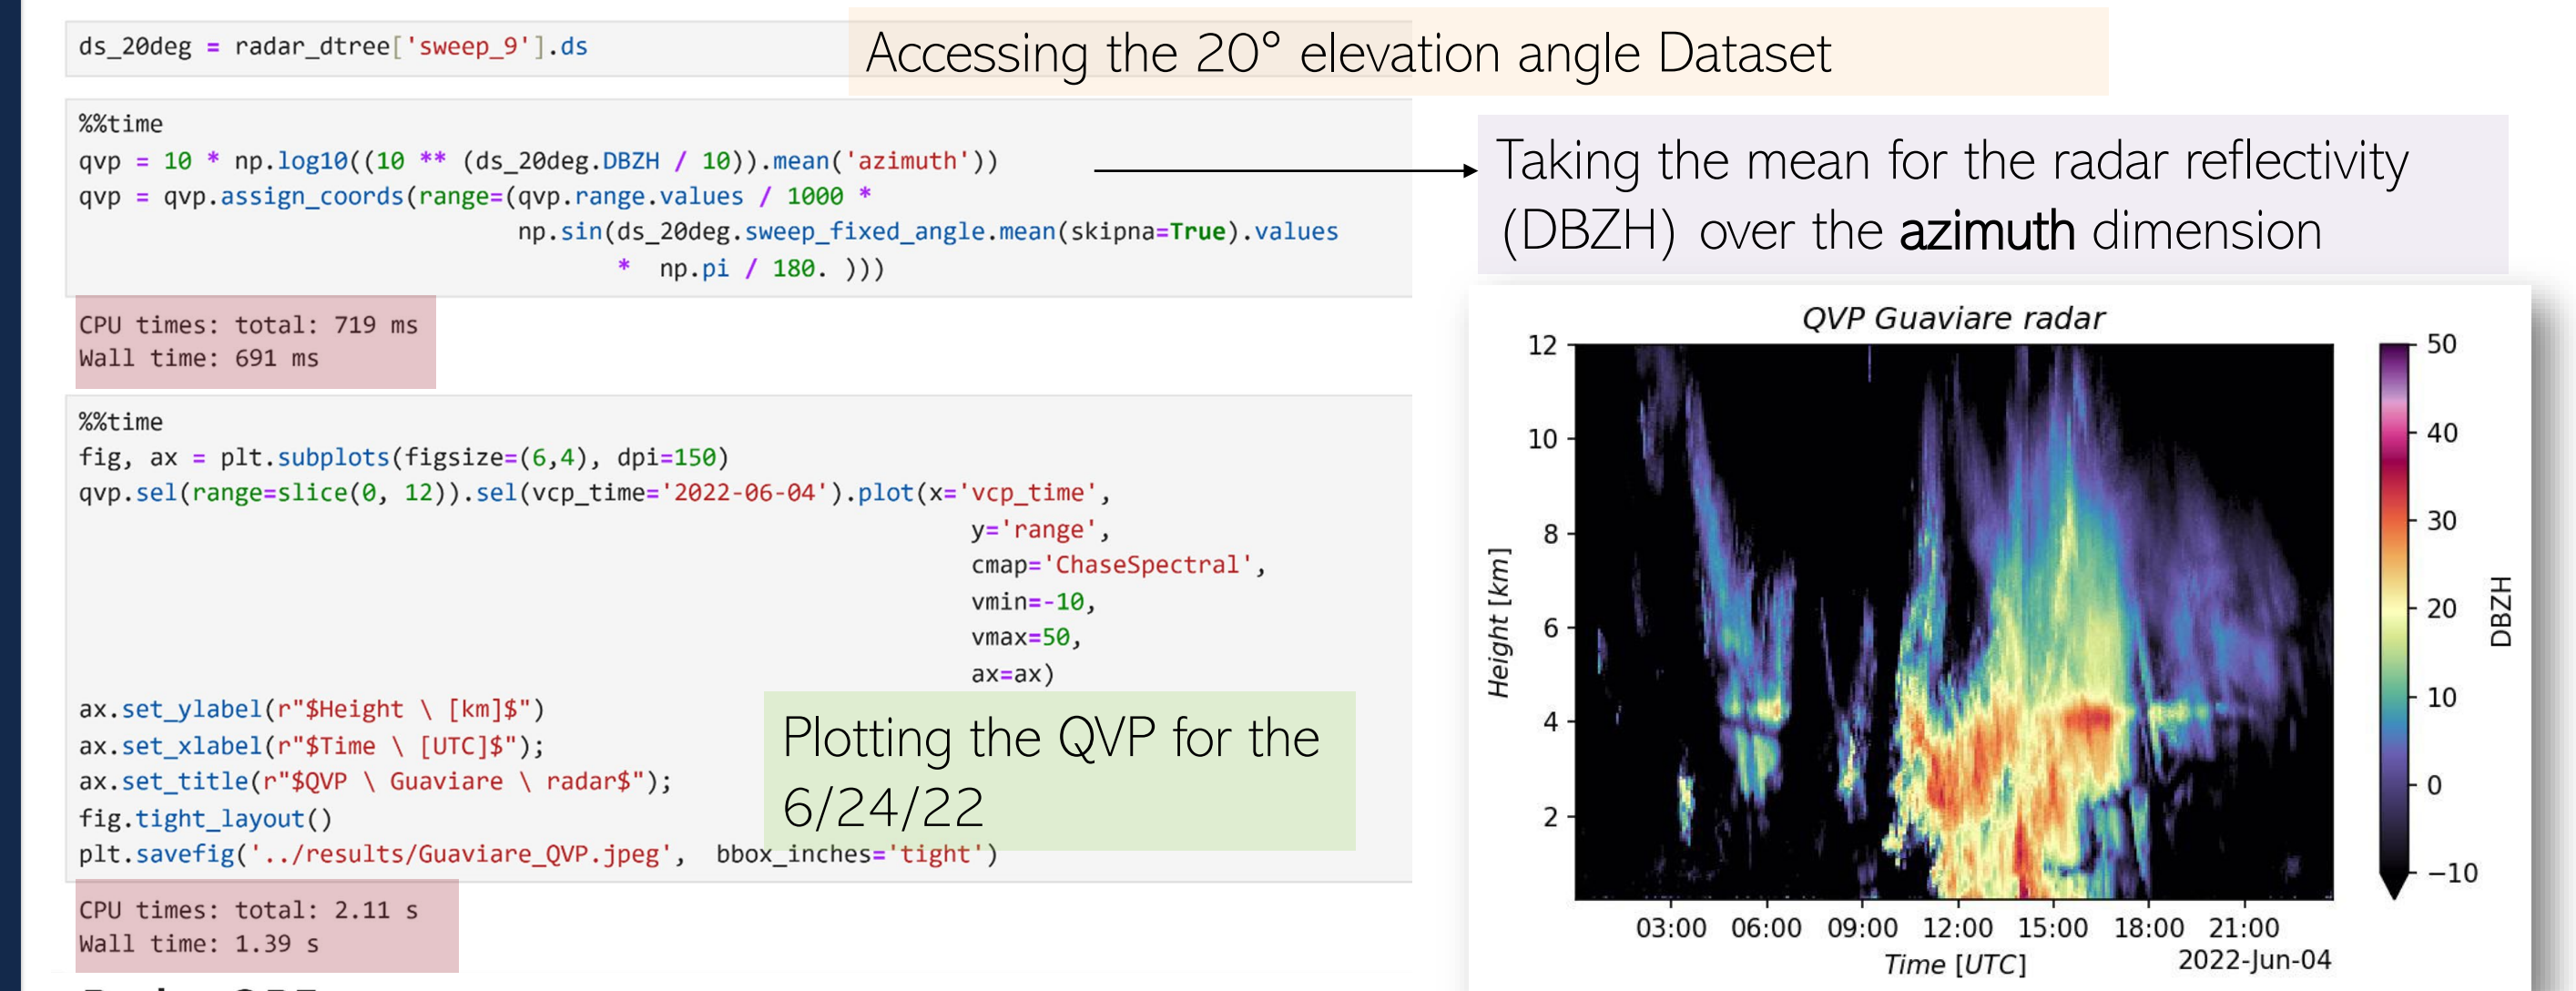 ds_20deg = radar_dtree['sweep_9'].ds
Accessing the 20° elevation angle Dataset
%%time
qvp = 10 * np.log10((10 ** (ds_20deg.DBZH / 10)).mean('azimuth'))
qvp = qvp.assign_coords(range=(qvp.range.values / 1000 *
np.sin(ds_20deg.sweep_fixed_angle.mean(skipna=True).values
* np.pi / 180. )))
Taking the mean for the radar reflectivity
(DBZH) over the azimuth dimension
CPU times: total: 719 ms
Wall time: 691 ms
%%time
fig, ax = plt.subplots(figsize=(6,4), dpi=150)
qvp.sel(range=slice(0, 12)).sel(vcp_time='2022-06-04').plot(x='vcp_time',
y='range',
cmap='ChaseSpectral',
vmin=-10,
vmax=50,
ax=ax)
ax.set_ylabel(r"$Height \ [km]$")
ax.set_xlabel(r"$Time \ [UTC]$");
ax.set_title(r"$QVP \ Guaviare \ radar$");
fig.tight_layout()
plt.savefig('../results/Guaviare_QVP.jpeg', bbox_inches='tight')
Plotting the QVP for the
6/24/22
CPU times: total: 2.11 s
Wall time: 1.39 s
QVP Guaviare radar
12
10
8
6
4
2
Height [km]
03:00 06:00 09:00 12:00 15:00 18:00 21:00
2022-Jun-04
Time [UTC]
50
40
30
20
10
0
−10
DBZH